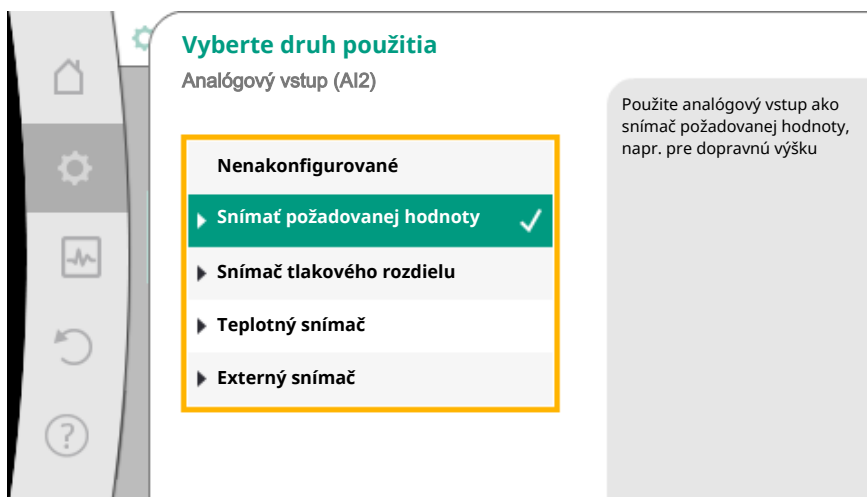 Vyberte druh použitia
Analógový vstup (AI2)
Nenakonfigurované
Snímať požadovanej hodnoty
Snímač tlakového rozdielu
Teplotný snímač
Externý snímač
Použite analógový vstup ako
snímač požadovanej hodnoty,
napr. pre dopravnú výšku
?